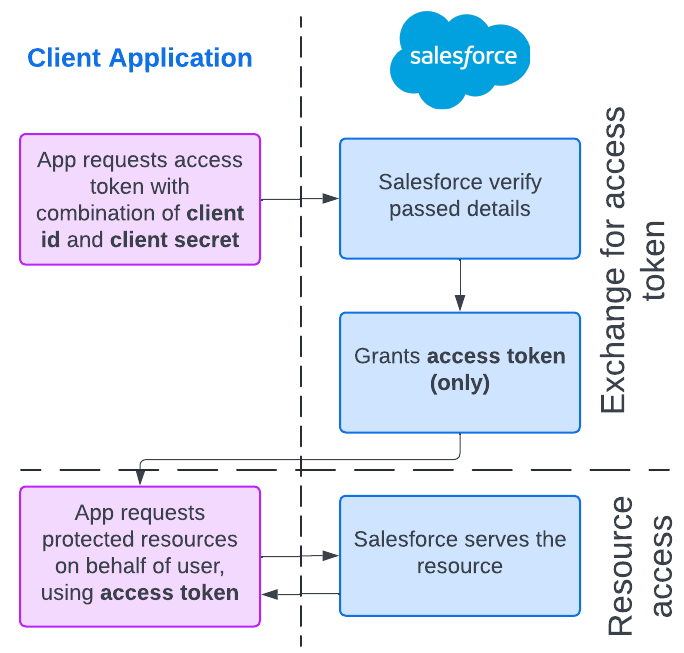 Client Application
salesforce
App requests access
token with
combination of client
id and client secret
Salesforce verify
passed details
Exchange for access
token
Grants access token
(only)
App requests
protected resources
on behalf of user,
using access token
Salesforce serves the
resource
Resource
access